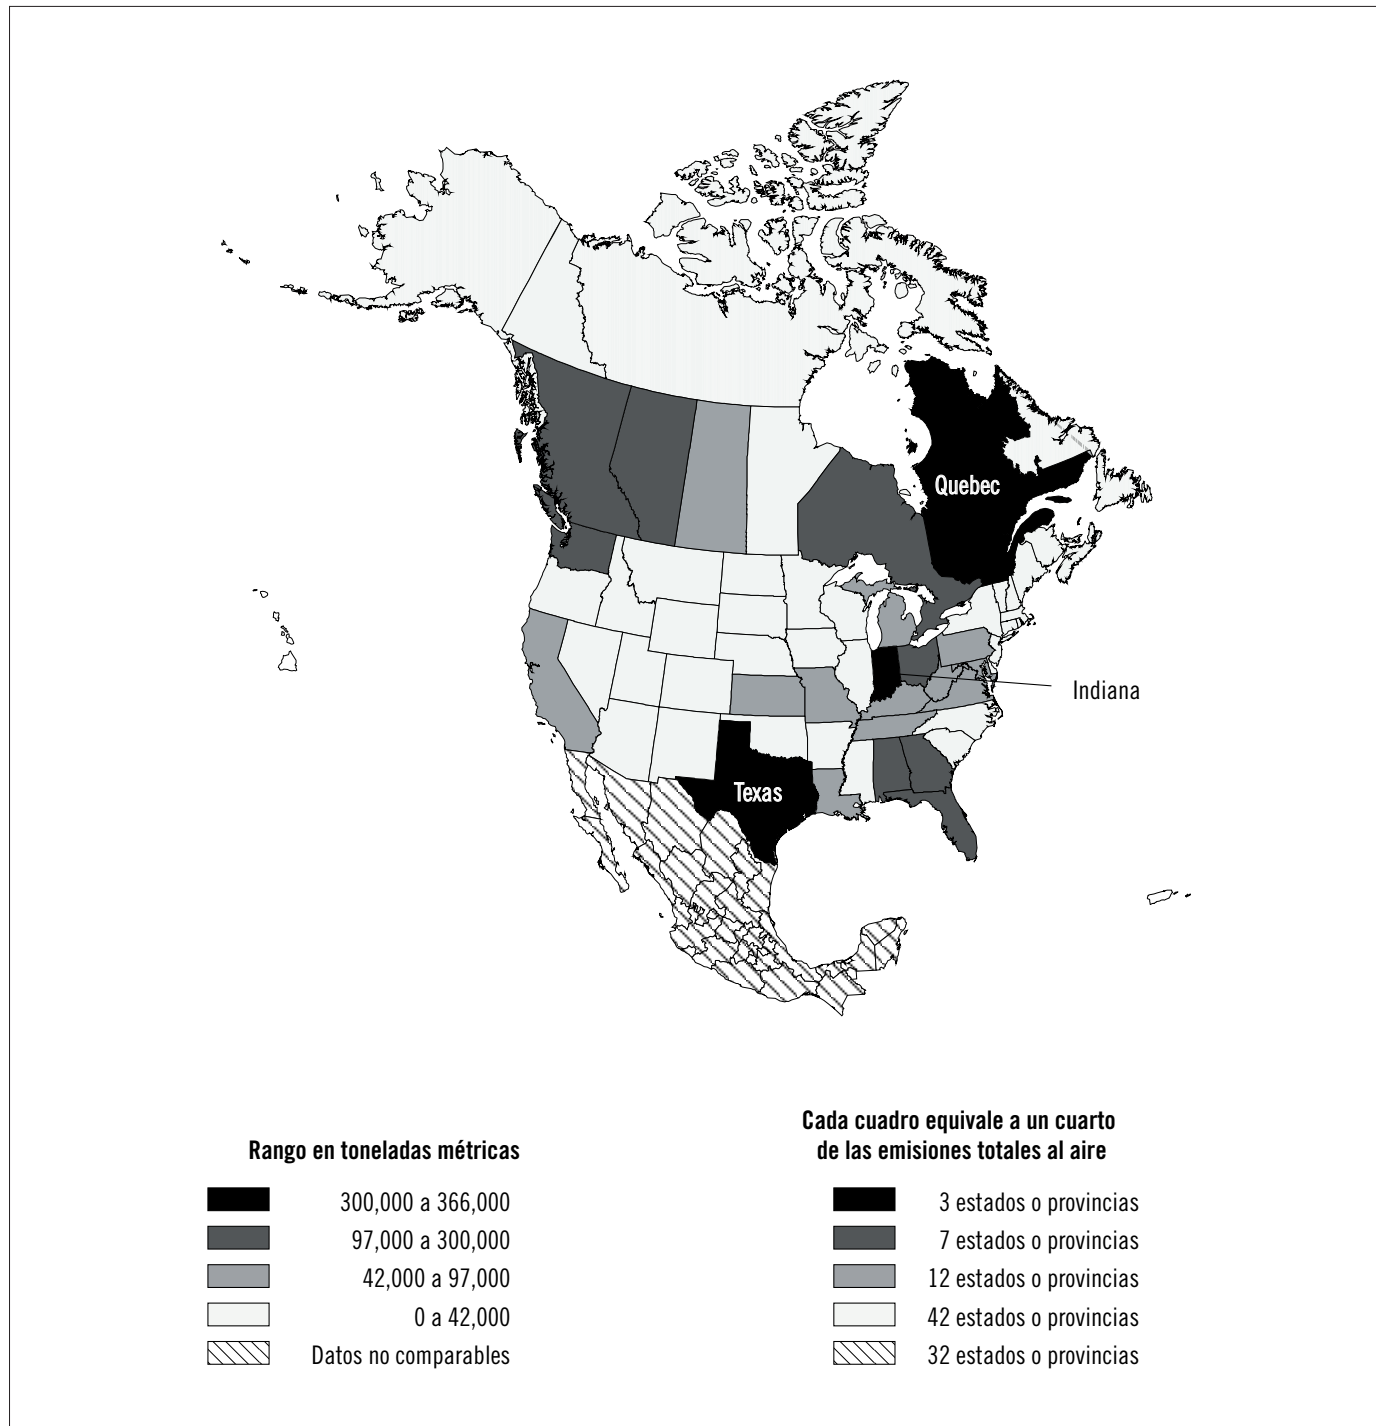 Quebec
Indiana
Texas
Rango en toneladas métricas
300,000 a 366,000
97,000 a 300,000
42,000 a 97,000
0 a 42,000
Datos no comparables
Cada cuadro equivale a un cuarto
de las emisiones totales al aire
3 estados o provincias
7 estados o provincias
12 estados o provincias
42 estados o provincias
32 estados o provincias